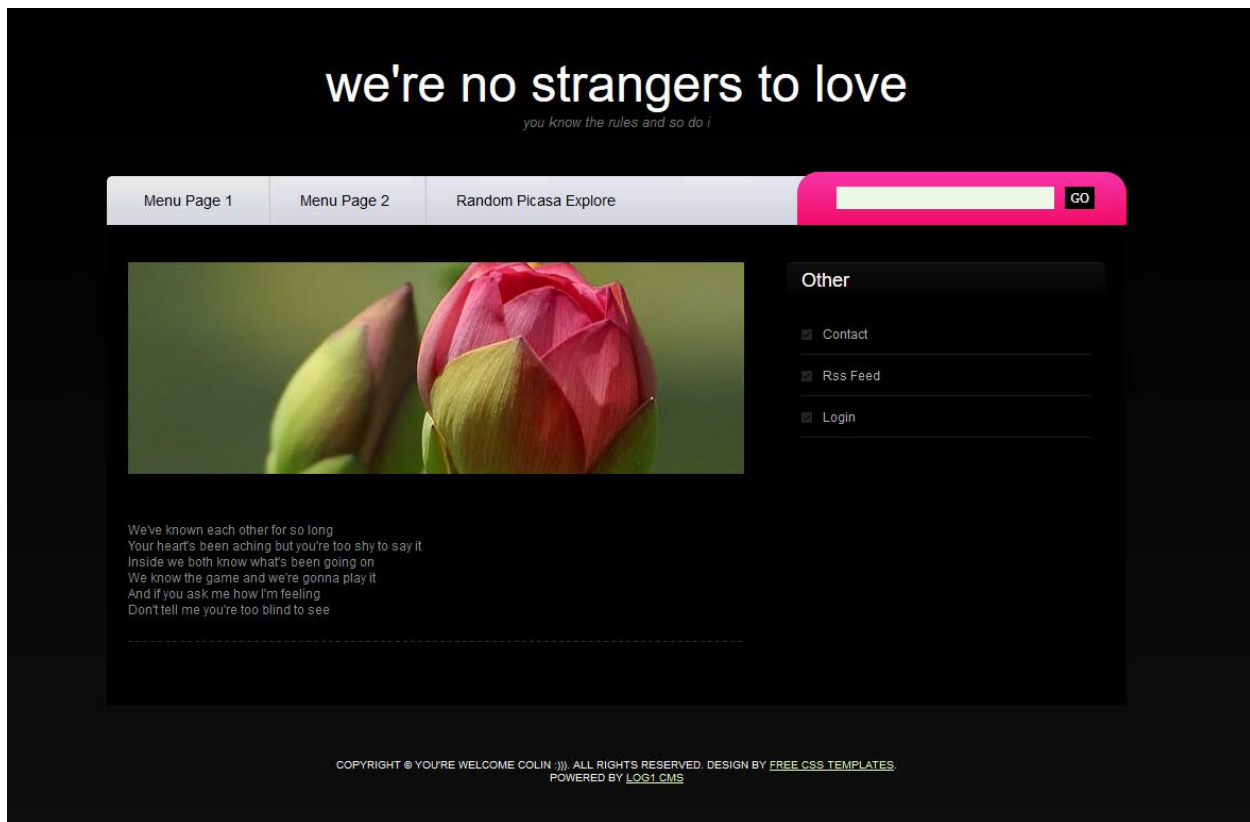 we're no strangers to love
you know the rules and so do i
Menu Page 1
Menu Page 2
Random Picasa Explore
GO
Other
Contact
Rss Feed
Login
We've known each other for so long
Your heart's been aching but you're too shy to say it
Inside we both know what's been going on
We know the game and we're gonna play it
And if you ask me how I'm feeling
Don't tell me you're too blind to see
COPYRIGHT © YOU'RE WELCOME COLIN :))). ALL RIGHTS RESERVED. DESIGN BY FREE CSS TEMPLATES.
POWERED BY LOG1 CMS